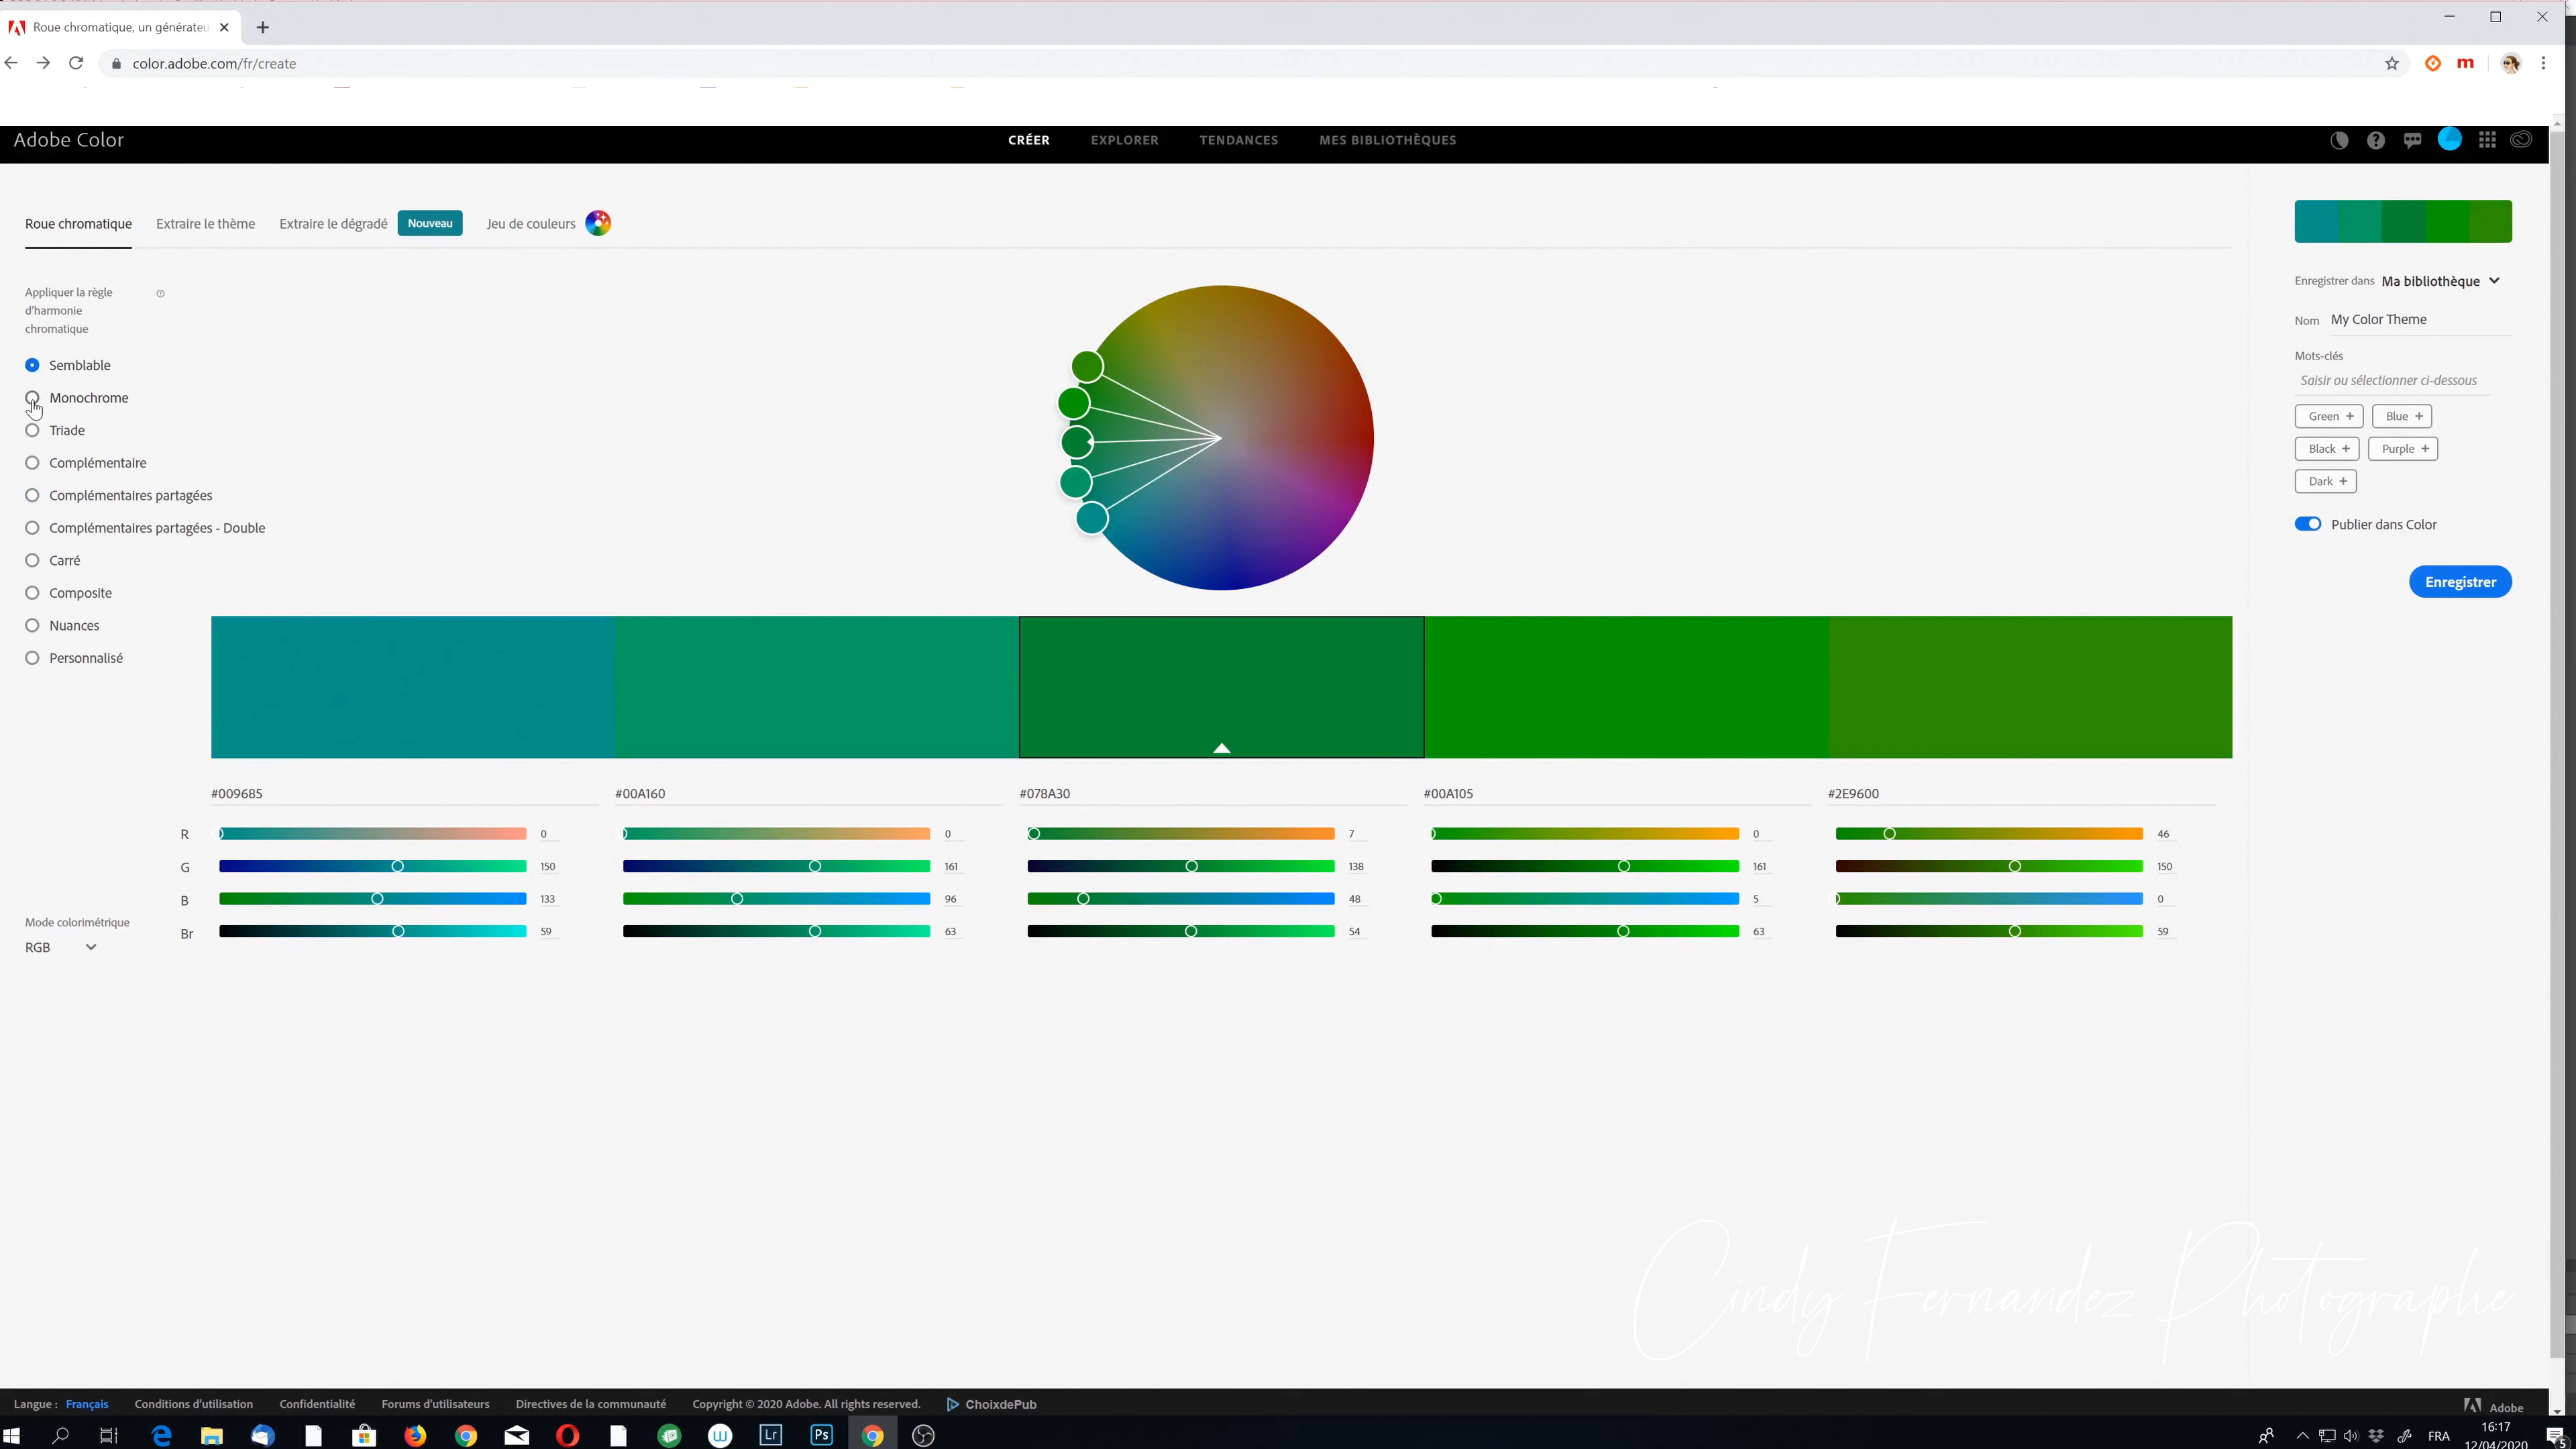 Roue chromatique, un générateu
color.adobe.com/fr/create
m
Adobe Color
CRÉER EXPLORER TENDANCES MES BIBLIOTHÈQUES
Roue chromatique Extraire le thème Extraire le dégradé Nouveau Jeu de couleurs
Appliquer la règle
d'harmonie
chromatique
Semblable
Monochrome
Triade
Complémentaire
Complémentaires partagées
Complémentaires partagées - Double
Carré
Composite
Nuances
Personnalisé
Enregistrer dans Ma bibliothèque
Nom My Color Theme
Mots-clés
Saisir ou sélectionner ci-dessous
Green + Blue +
Black + Purple +
Dark +
Publier dans Color
Enregistrer
#009685 #00A160 #078A30 #00A105 #2E9600
R 0 0 7 0 46
G 150 161 138 161 150
B 133 96 48 5 0
Br 59 63 54 63 59
Mode colorimétrique
RGB
Cindy Fernandez Photographe
Langue : Français Conditions d'utilisation Confidentialité Forums d'utilisateurs Directives de la communauté Copyright © 2020 Adobe. All rights reserved. ChoixdePub Adobe
Lr Ps FRA 16:17
12/04/2020